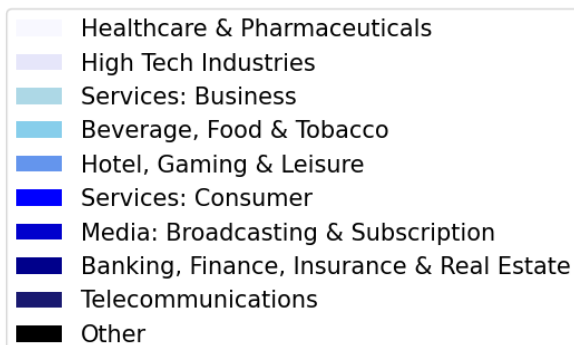 Healthcare & Pharmaceuticals
High Tech Industries
Services: Business
Beverage, Food & Tobacco
Hotel, Gaming & Leisure
Services: Consumer
Media: Broadcasting & Subscription
Banking, Finance, Insurance & Real Estate
Telecommunications
Other